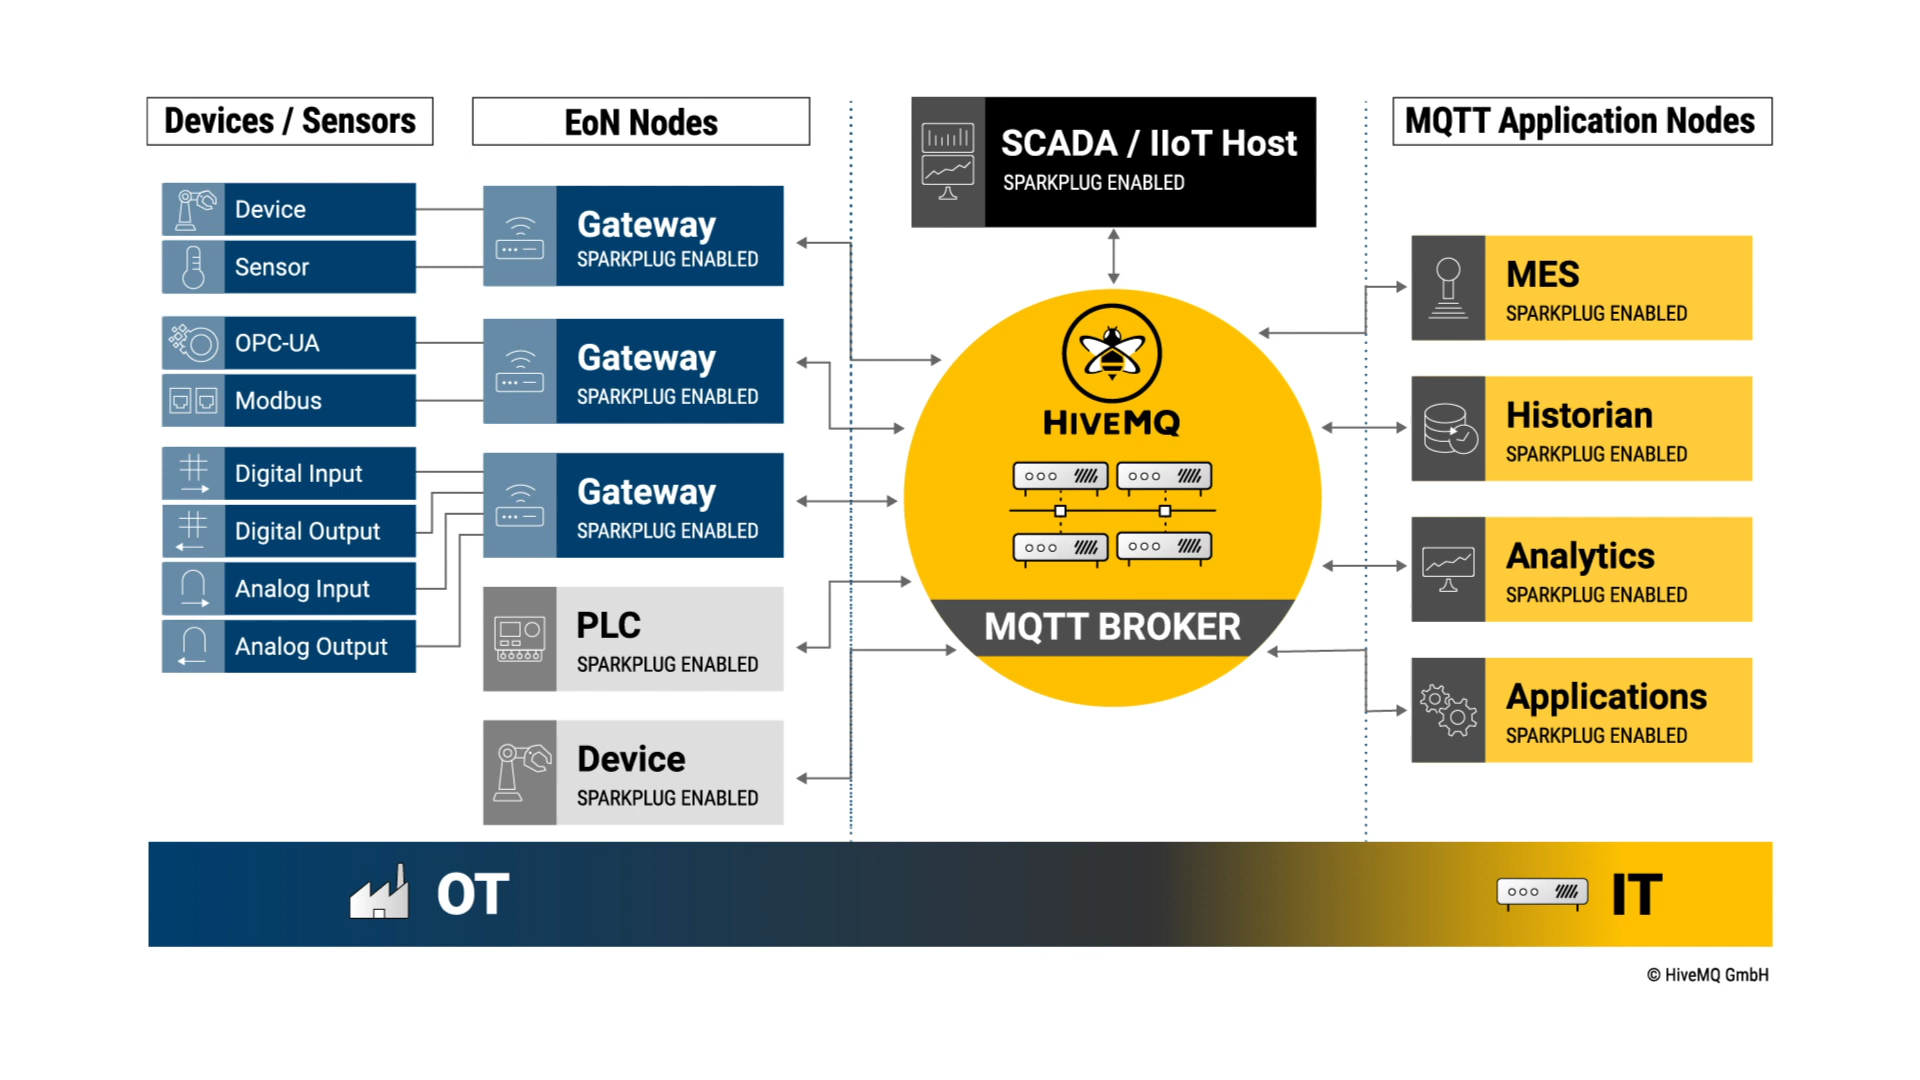 Devices / Sensors
EoN Nodes
SCADA / IIoT Host
SPARKPLUG ENABLED
MQTT Application Nodes
Device
Sensor
OPC-UA
Modbus
Digital Input
Digital Output
Analog Input
Analog Output
Gateway
SPARKPLUG ENABLED
Gateway
SPARKPLUG ENABLED
Gateway
SPARKPLUG ENABLED
PLC
SPARKPLUG ENABLED
Device
SPARKPLUG ENABLED
HIVEMQ
MQTT BROKER
MES
SPARKPLUG ENABLED
Historian
SPARKPLUG ENABLED
Analytics
SPARKPLUG ENABLED
Applications
SPARKPLUG ENABLED
OT
IT
© HiveMQ GmbH